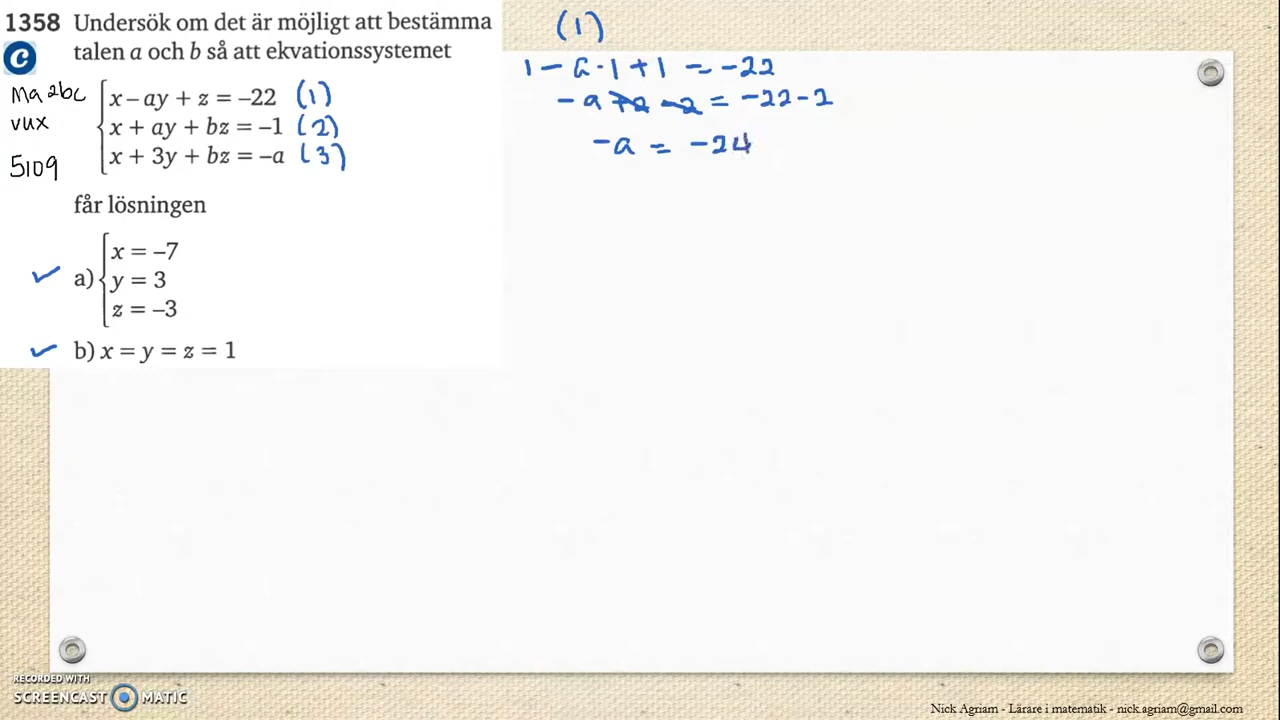 1358 Undersök om det är möjligt att bestämma
talen a och b så att ekvationssystemet
Ma 2bc
vux
5109
x – ay + z = –22 (1)
x + ay + bz = –1 (2)
x + 3y + bz = –a (3)
får lösningen
a) x = –7
y = 3
z = –3
b) x = y = z = 1
(1)
1 - a · 1 + 1 = -22
-a +2 -2 = -22 - 2
-a = -24
RECORDED WITH
SCREENCAST MATIC
Nick Agriam - Lärare i matematik - nick.agriam@gmail.com
C